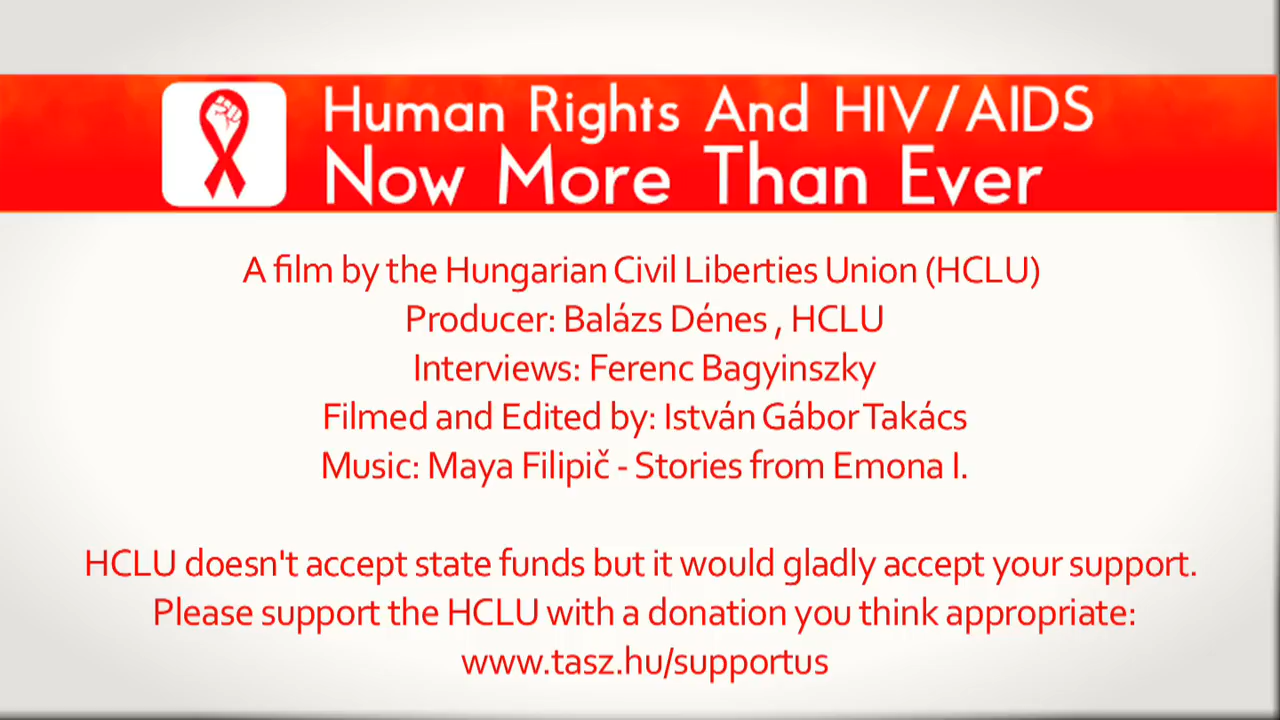 Human Rights And HIV/AIDS
Now More Than Ever
A film by the Hungarian Civil Liberties Union (HCLU)
Producer: Balázs Dénes , HCLU
Interviews: Ferenc Bagyinszky
Filmed and Edited by: István Gábor Takács
Music: Maya Filipič - Stories from Emona I.
HCLU doesn't accept state funds but it would gladly accept your support.
Please support the HCLU with a donation you think appropriate:
www.tasz.hu/supportus